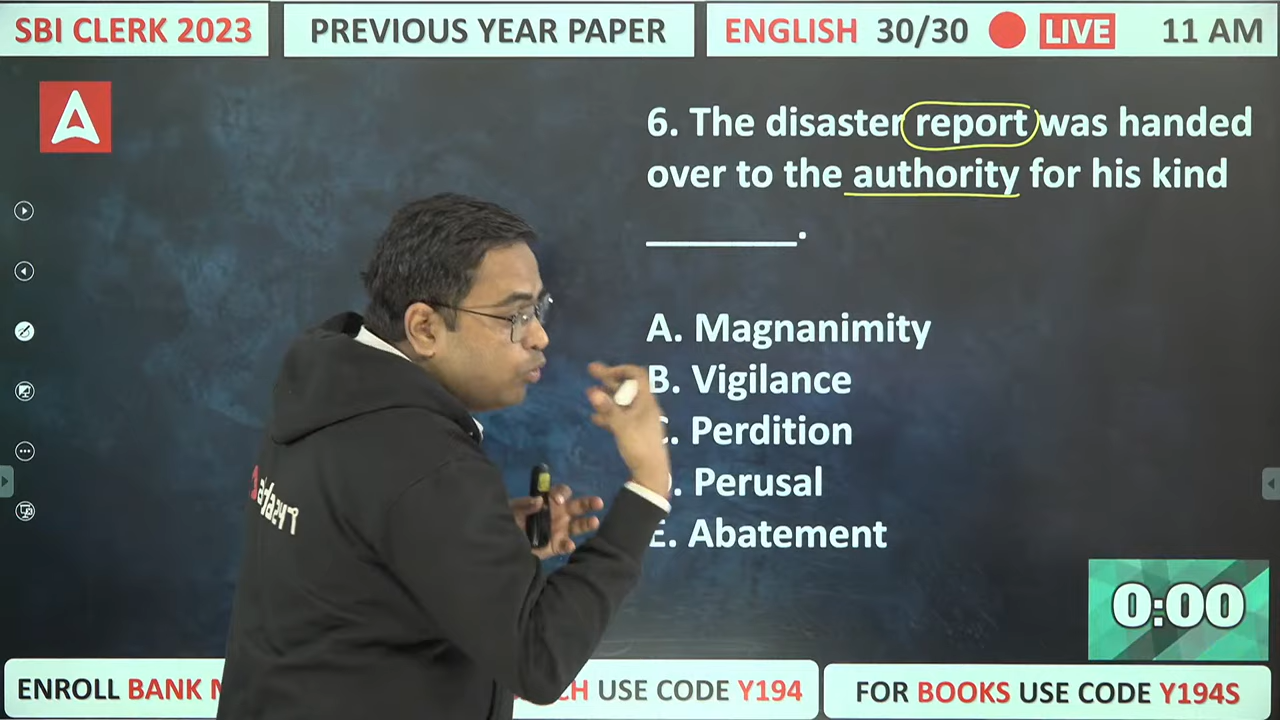 SBI CLERK 2023
PREVIOUS YEAR PAPER
ENGLISH 30/30 LIVE 11 AM
6. The disaster report was handed
over to the authority for his kind
_______.
A. Magnanimity
B. Vigilance
C. Perdition
D. Perusal
E. Abatement
0:00
ENROLL BANK
USE CODE Y194
FOR BOOKS USE CODE Y194S